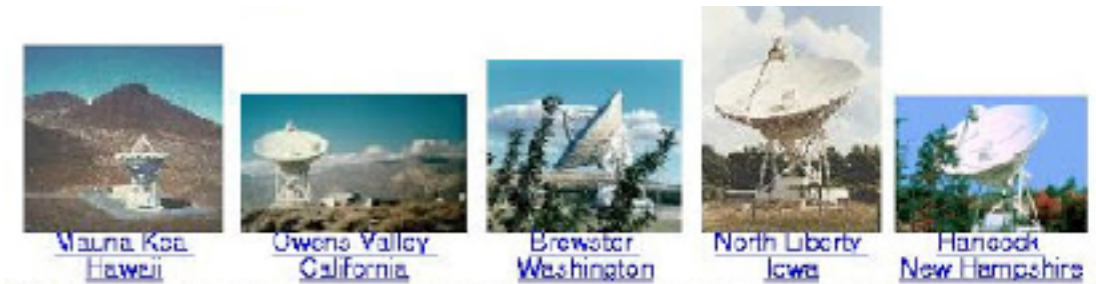 Mauna Kea
Hawaii
Owens Valley
California
Brewster
Washington
North Liberty
Iowa
Hancock
New Hampshire